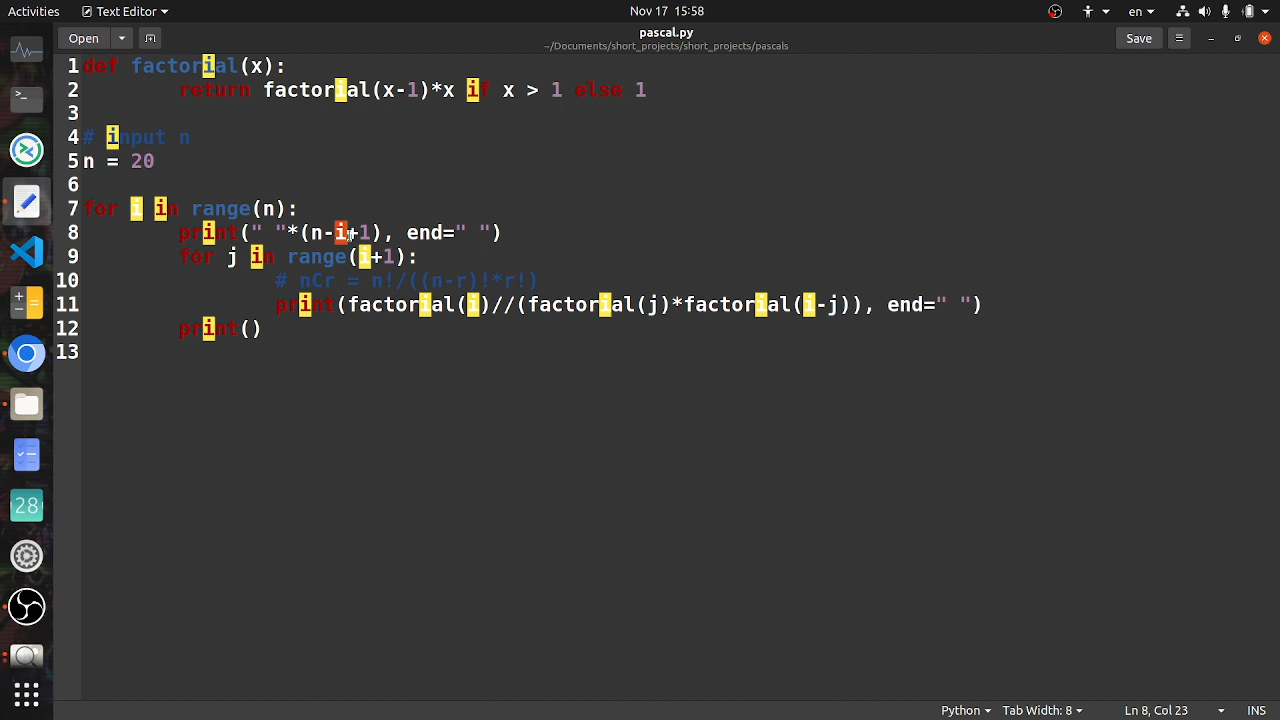 Activities Text Editor Nov 17 15:58 en
Open pascal.py Save
~/Documents/short_projects/short_projects/pascals
1 def factorial(x):
2 return factorial(x-1)*x if x > 1 else 1
3
4 # input n
5 n = 20
6
7 for i in range(n):
8 print(" "*(n-i+1), end=" ")
9 for j in range(i+1):
10 # nCr = n!/((n-r)!*r!)
11 print(factorial(i)//(factorial(j)*factorial(i-j)), end=" ")
12 print()
13
28
Python Tab Width: 8 Ln 8, Col 23 INS